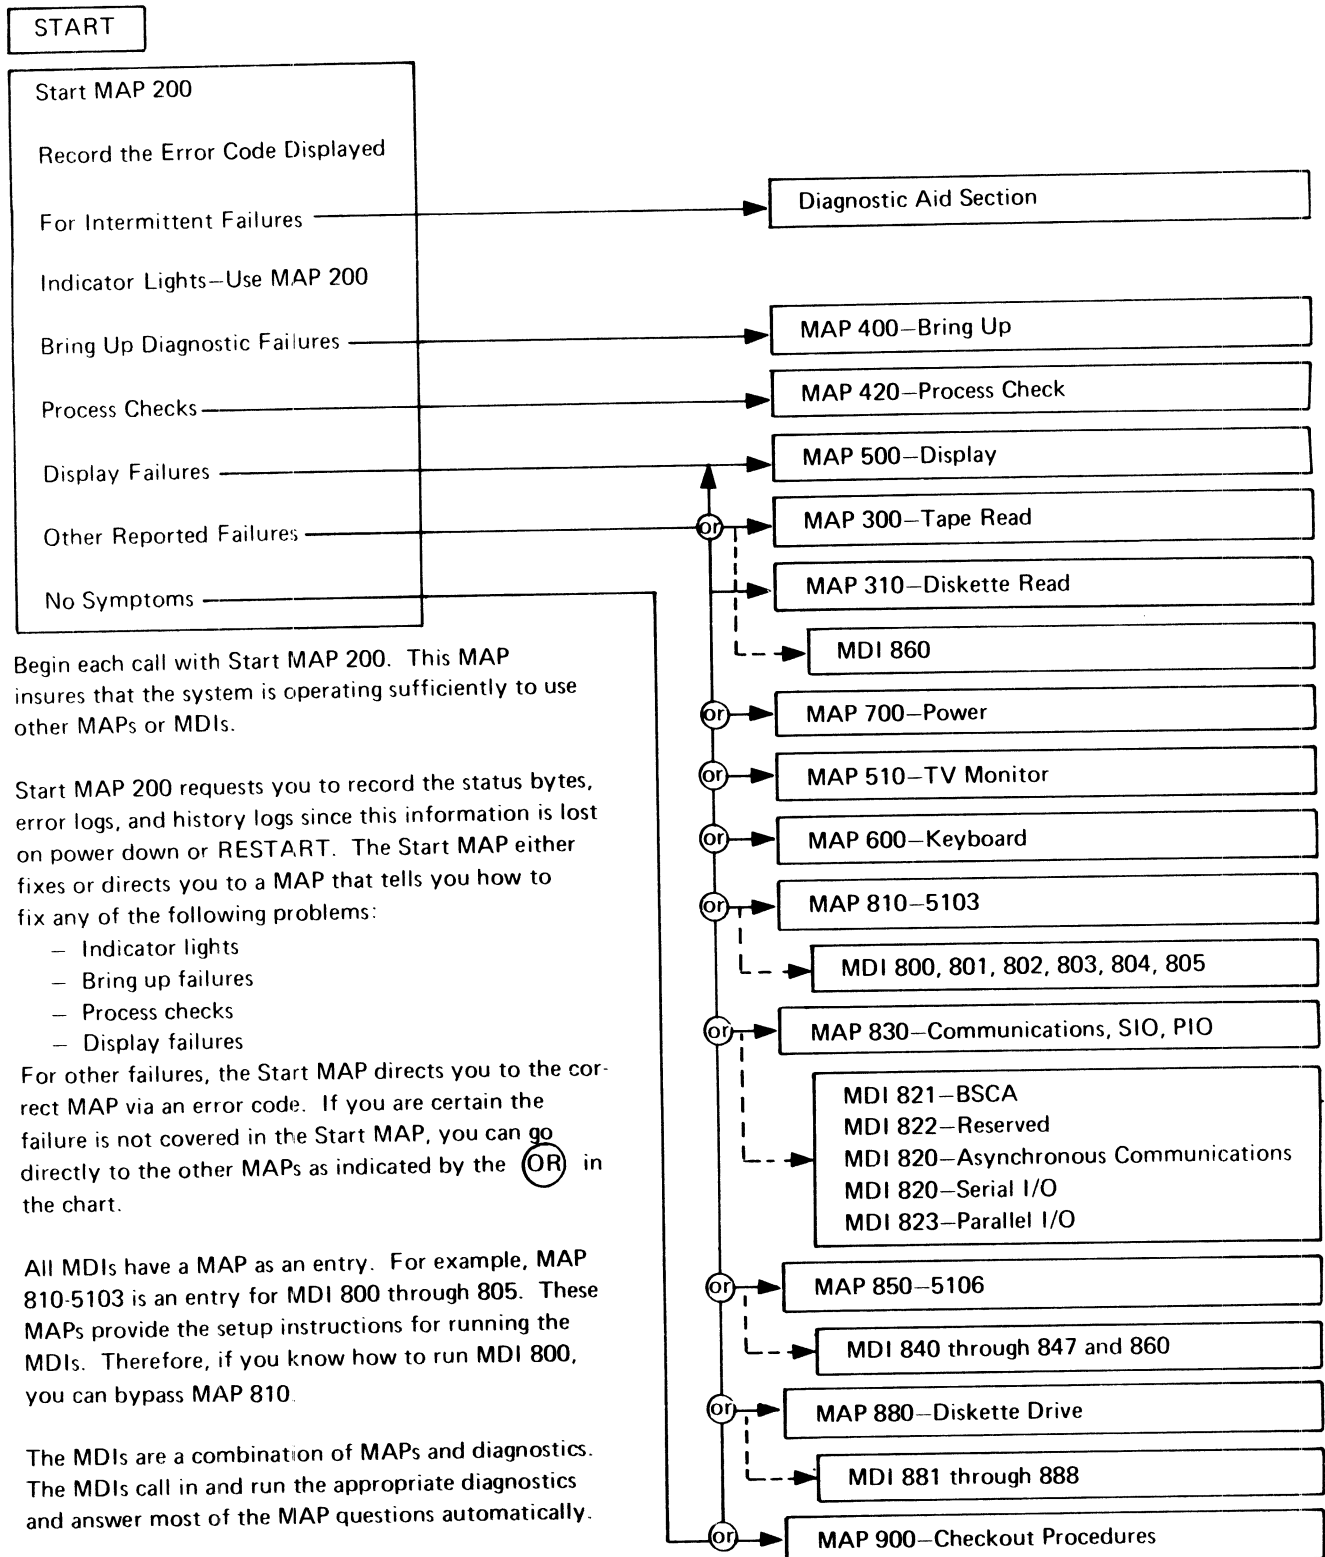 START
Start MAP 200
Record the Error Code Displayed
For Intermittent Failures
Indicator Lights—Use MAP 200
Bring Up Diagnostic Failures
Process Checks
Display Failures
Other Reported Failures
No Symptoms
Diagnostic Aid Section
MAP 400—Bring Up
MAP 420—Process Check
MAP 500—Display
or
MAP 300—Tape Read
MAP 310—Diskette Read
MDI 860
or
MAP 700—Power
or
MAP 510—TV Monitor
or
MAP 600—Keyboard
or
MAP 810—5103
MDI 800, 801, 802, 803, 804, 805
or
MAP 830—Communications, SIO, PIO
MDI 821—BSCA
MDI 822—Reserved
MDI 820—Asynchronous Communications
MDI 820—Serial I/O
MDI 823—Parallel I/O
or
MAP 850—5106
MDI 840 through 847 and 860
or
MAP 880—Diskette Drive
MDI 881 through 888
or
MAP 900—Checkout Procedures
Begin each call with Start MAP 200. This MAP
insures that the system is operating sufficiently to use
other MAPs or MDIs.
Start MAP 200 requests you to record the status bytes,
error logs, and history logs since this information is lost
on power down or RESTART. The Start MAP either
fixes or directs you to a MAP that tells you how to
fix any of the following problems:
— Indicator lights
— Bring up failures
— Process checks
— Display failures
For other failures, the Start MAP directs you to the cor-
rect MAP via an error code. If you are certain the
failure is not covered in the Start MAP, you can go
directly to the other MAPs as indicated by the OR in
the chart.
All MDIs have a MAP as an entry. For example, MAP
810-5103 is an entry for MDI 800 through 805. These
MAPs provide the setup instructions for running the
MDIs. Therefore, if you know how to run MDI 800,
you can bypass MAP 810.
The MDIs are a combination of MAPs and diagnostics.
The MDIs call in and run the appropriate diagnostics
and answer most of the MAP questions automatically.